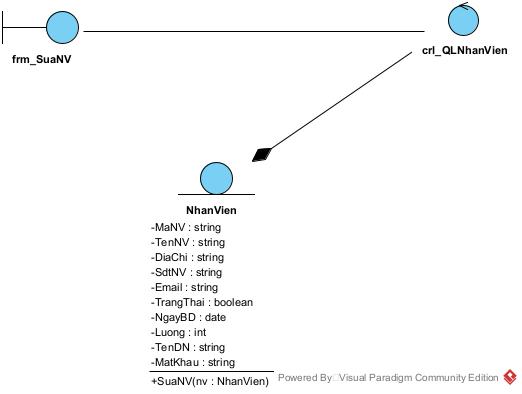 frm_SuaNV
crl_QLNhanVien
NhanVien
-MaNV : string
-TenNV : string
-DiaChi : string
-SdtNV : string
-Email : string
-TrangThai : boolean
-NgayBD : date
-Luong : int
-TenDN : string
-MatKhau : string
+SuaNV(nv : NhanVien)
Powered By Visual Paradigm Community Edition